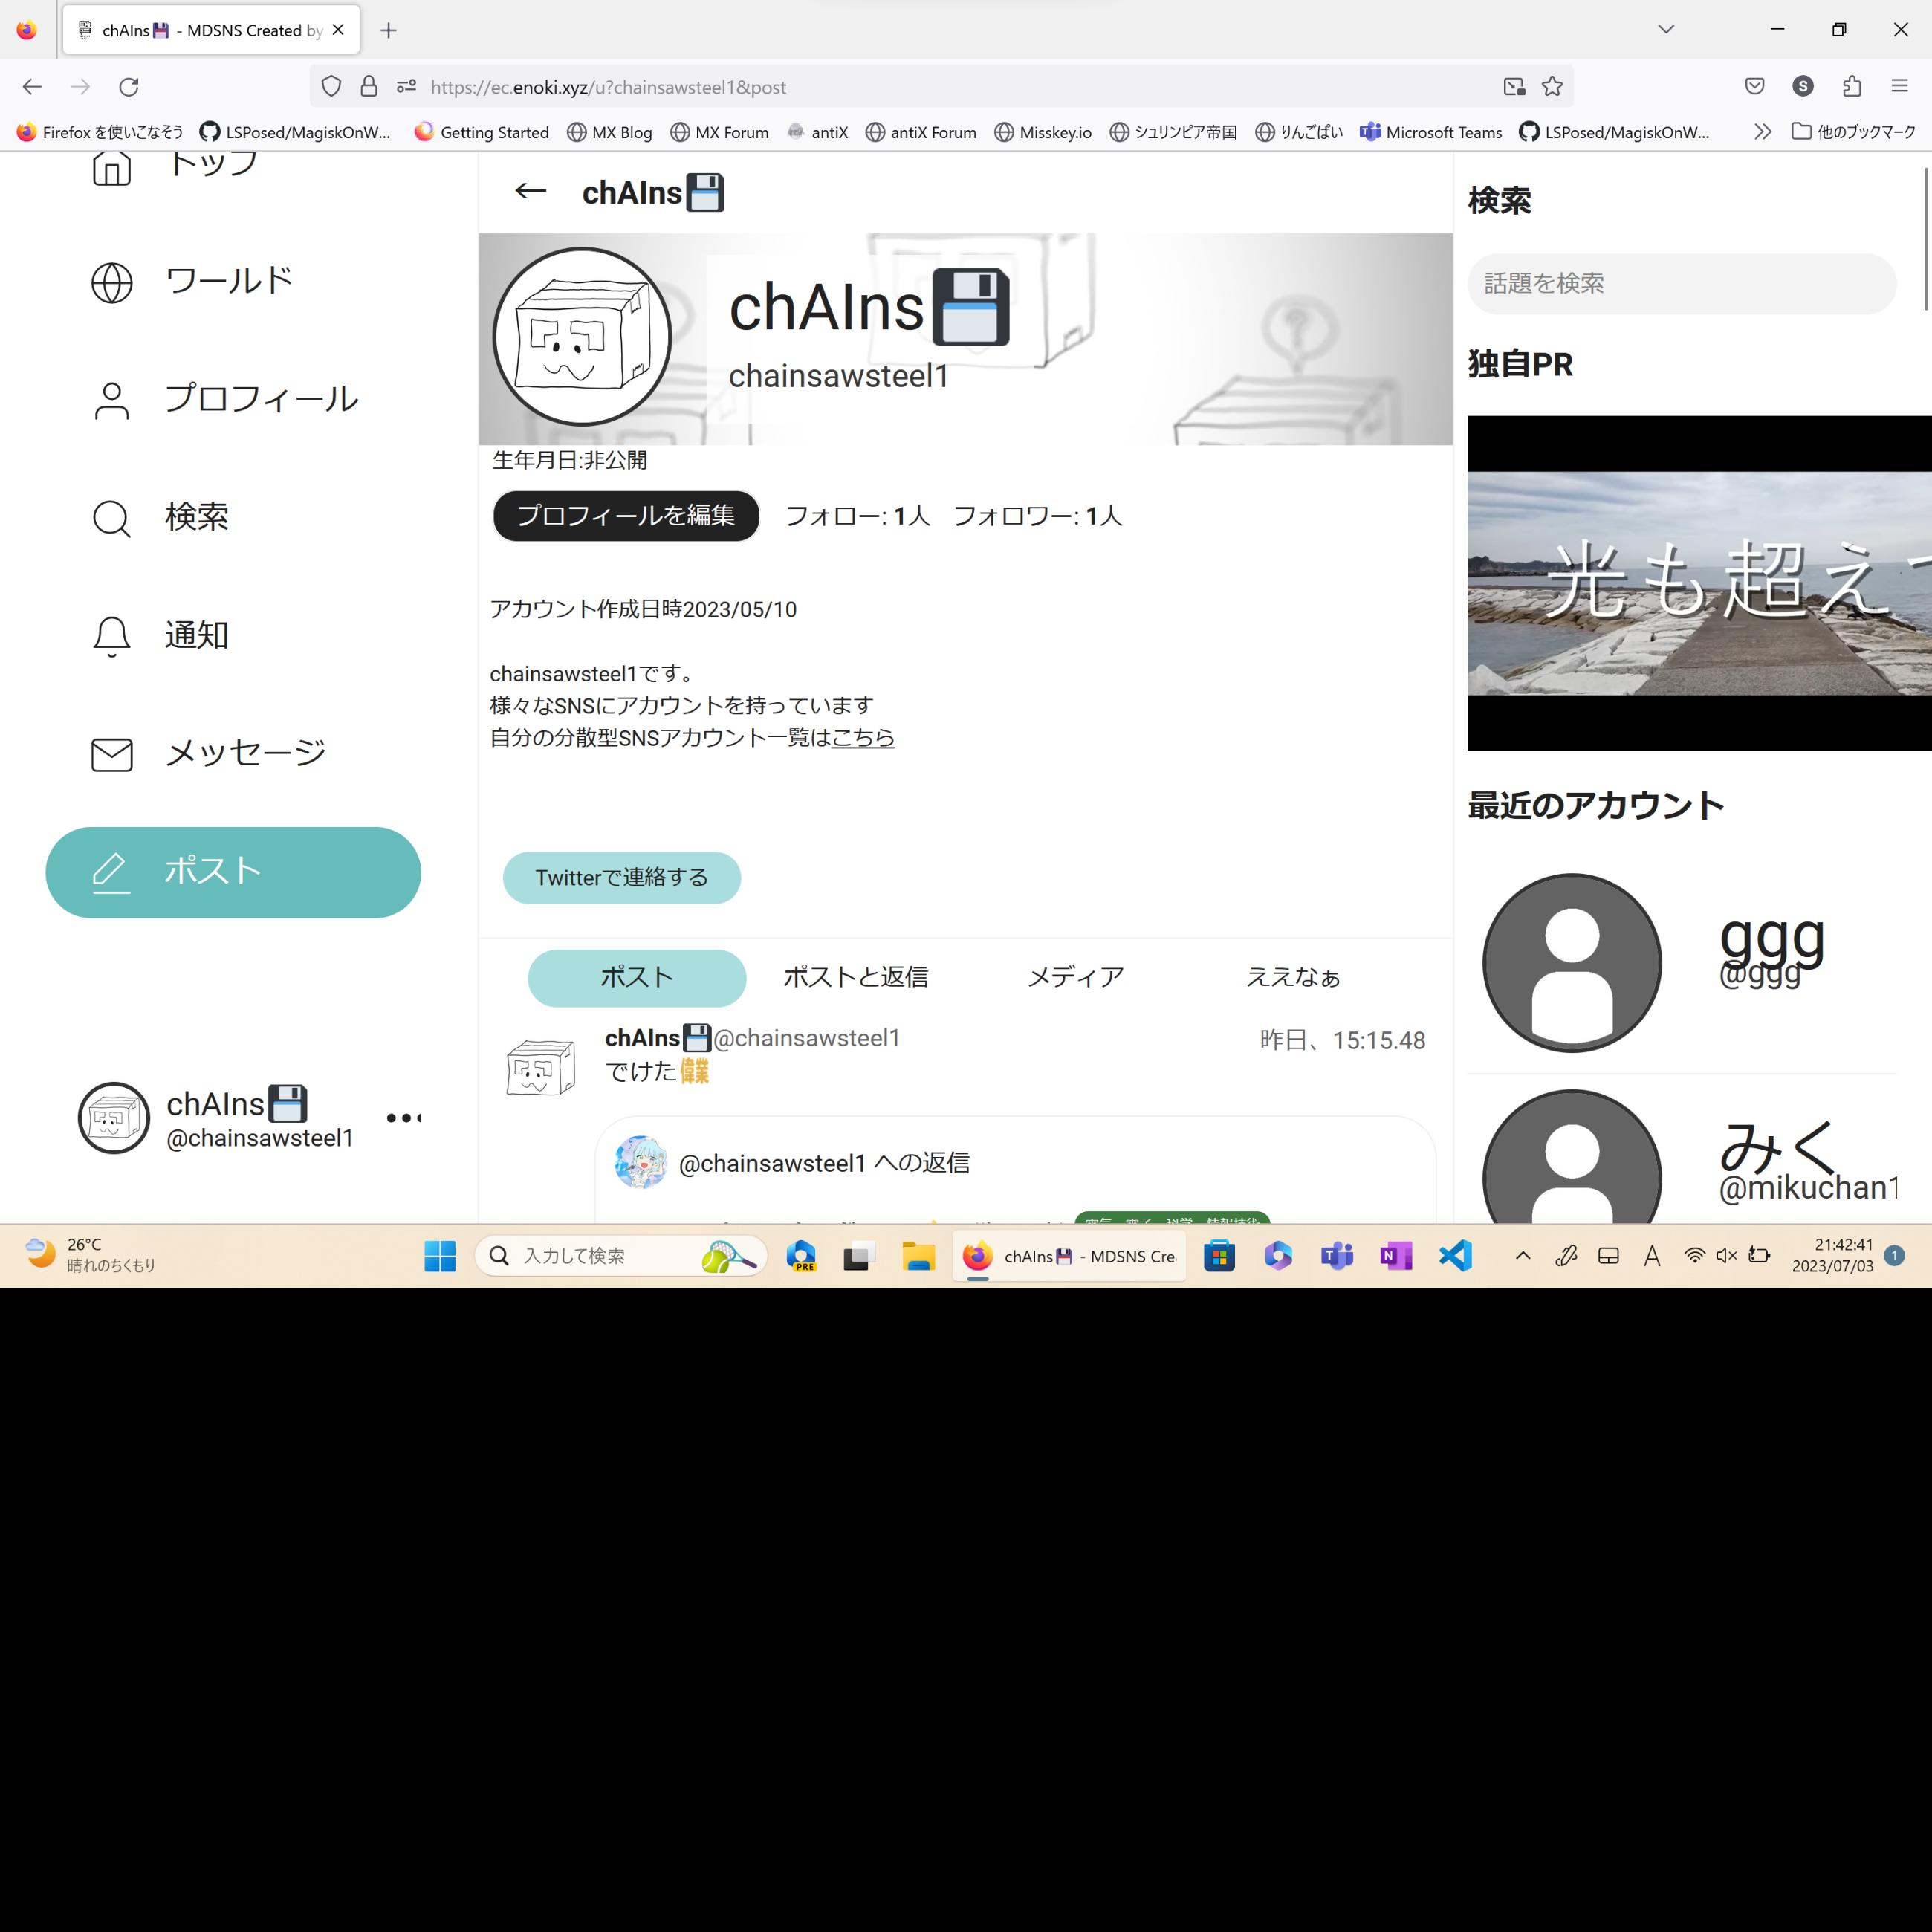 chAIns💾 - MDSNS Created by
https://ec.enoki.xyz/u?chainsawsteel1&post
Firefox を使いこなそう
LSPosed/MagiskOnW...
Getting Started
MX Blog
MX Forum
antiX
antiX Forum
Misskey.io
シュリンピア帝国
りんごぱい
Microsoft Teams
LSPosed/MagiskOnW...
他のブックマーク
トップ
ワールド
プロフィール
検索
通知
メッセージ
ポスト
chAIns💾
@chainsawsteel1
chAIns💾
chAIns💾
chainsawsteel1
生年月日:非公開
プロフィールを編集 フォロー: 1人 フォロワー: 1人
アカウント作成日時2023/05/10
chainsawsteel1です。
様々なSNSにアカウントを持っています
自分の分散型SNSアカウント一覧はこちら
Twitterで連絡する
ポスト ポストと返信 メディア ええなぁ
chAIns💾@chainsawsteel1 昨日、15:15.48
でけた偉業
@chainsawsteel1 への返信
検索
話題を検索
独自PR
光も超え
最近のアカウント
ggg
@ggg
みく
@mikuchan1
26°C
晴れのちくもり
入力して検索
PRE
chAIns💾 - MDSNS Cre
21:42:41
2023/07/03
1